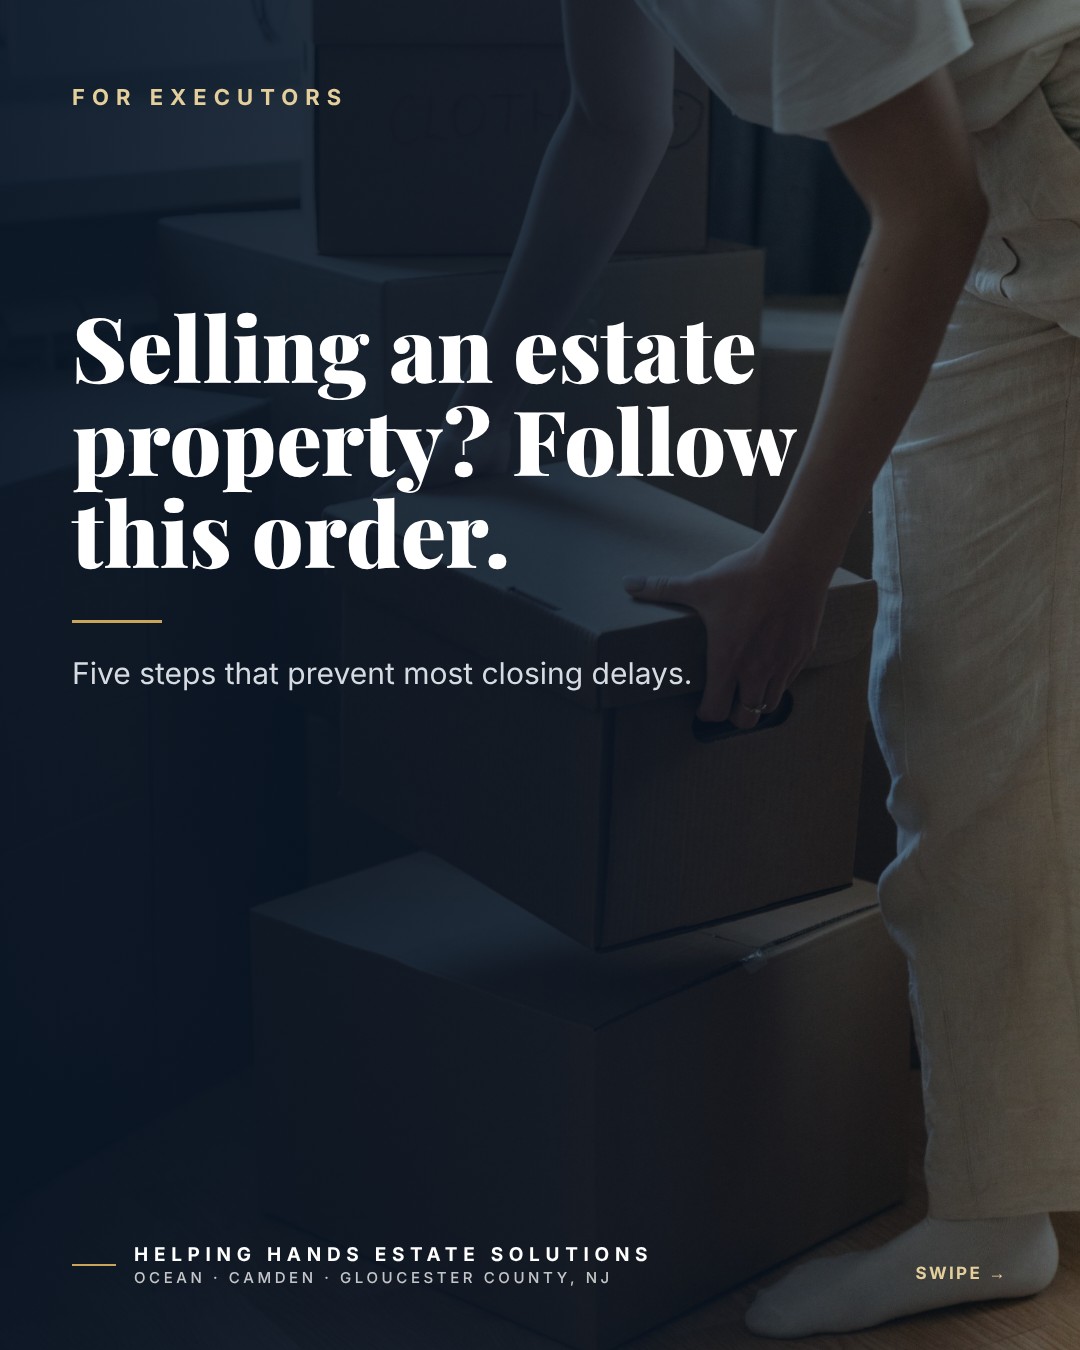 FOR EXECUTORS
Selling an estate
property? Follow
this order.
Five steps that prevent most closing delays.
HELPING HANDS ESTATE SOLUTIONS
OCEAN · CAMDEN · GLOUCESTER COUNTY, NJ
SWIPE →